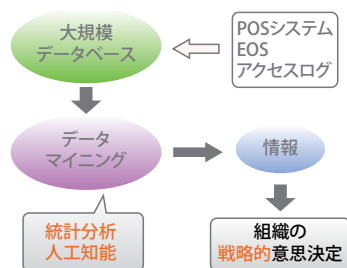 大規模
データベース
POSシステム
EOS
アクセスログ
データ
マイニング
情報
統計分析
人工知能
組織の
戦略的意思決定